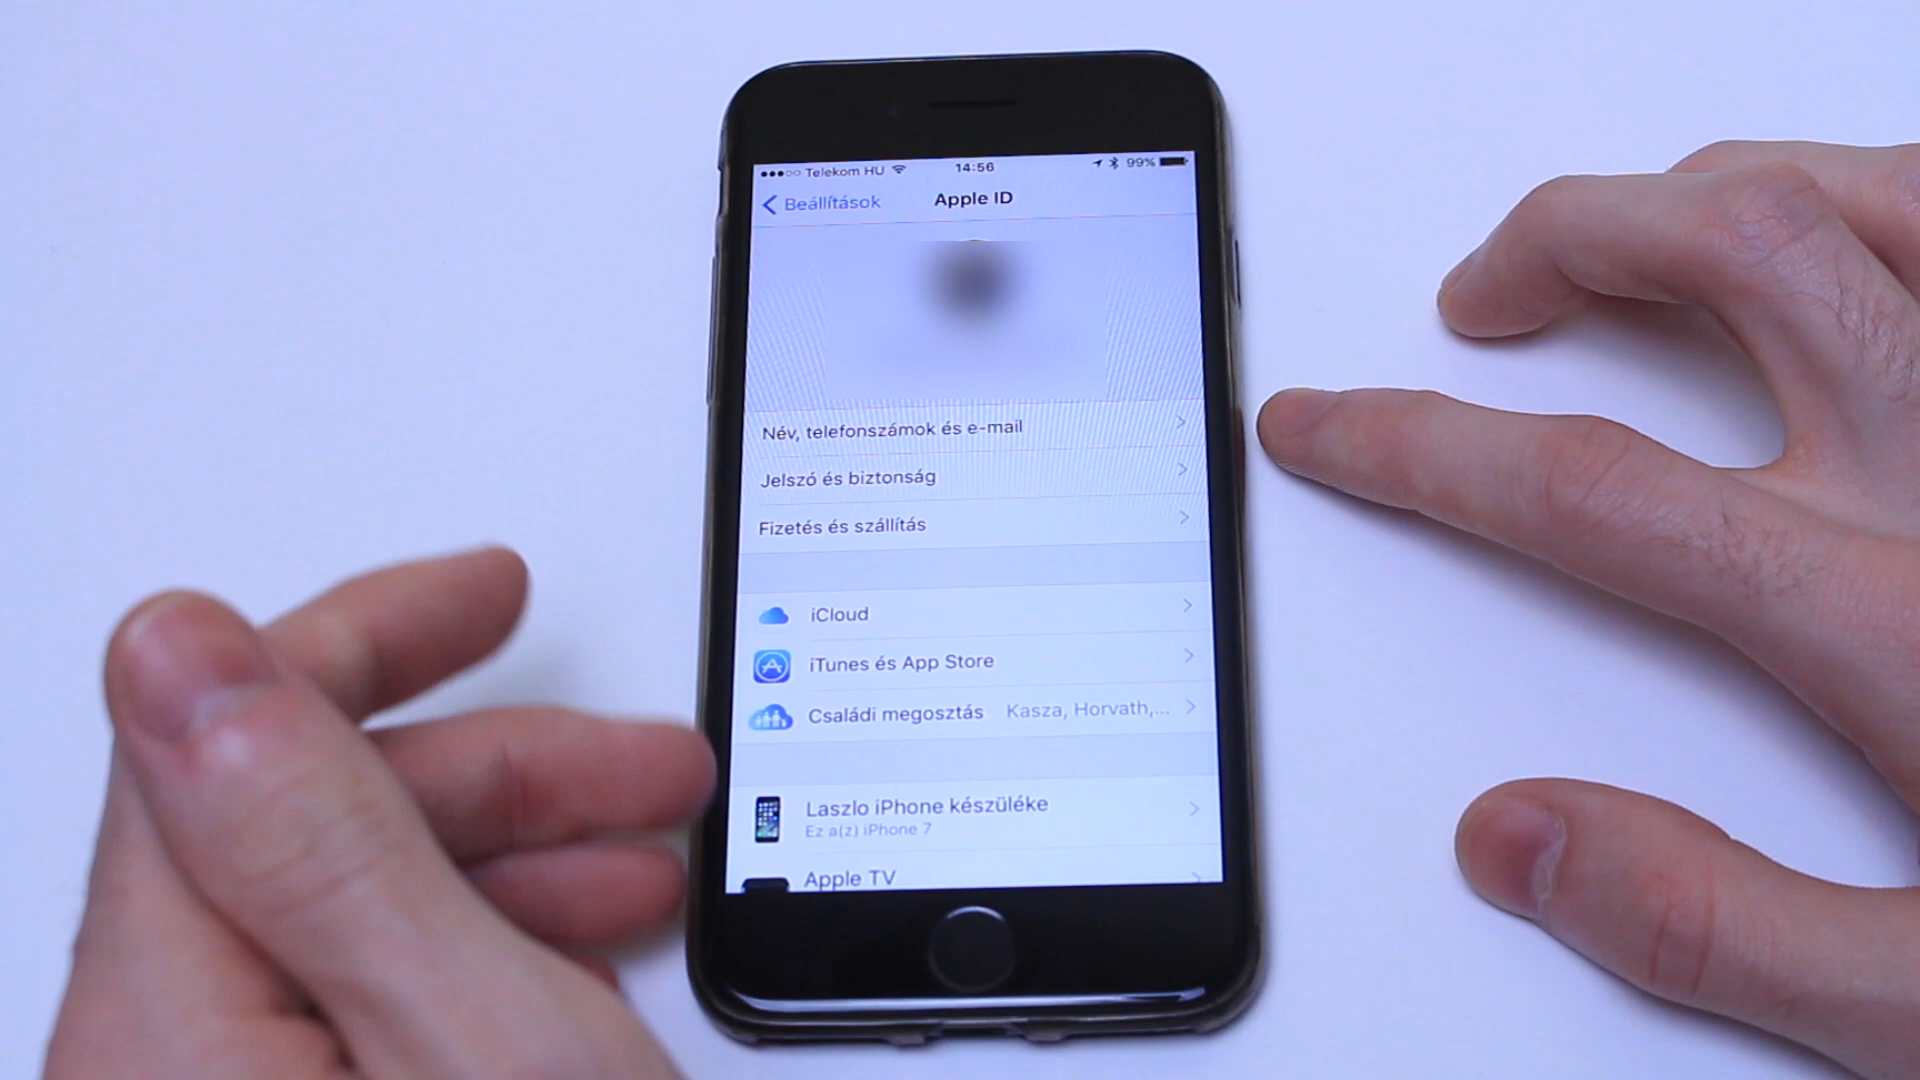 Telekom HU 14:56 99%
Beállítások Apple ID
Név, telefonszámok és e-mail
Jelszó és biztonság
Fizetés és szállítás
iCloud
iTunes és App Store
Családi megosztás Kasza, Horvath,...
Laszlo iPhone készüléke
Ez a(z) iPhone 7
Apple TV